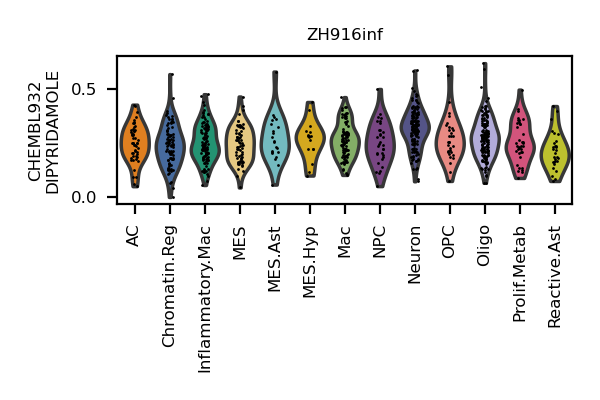 ZH916inf
CHEMBL932
DIPYRIDAMOLE
0.5
0.0
AC
Chromatin.Reg
Inflammatory.Mac
MES
MES.Ast
MES.Hyp
Mac
NPC
Neuron
OPC
Oligo
Prolif.Metab
Reactive.Ast